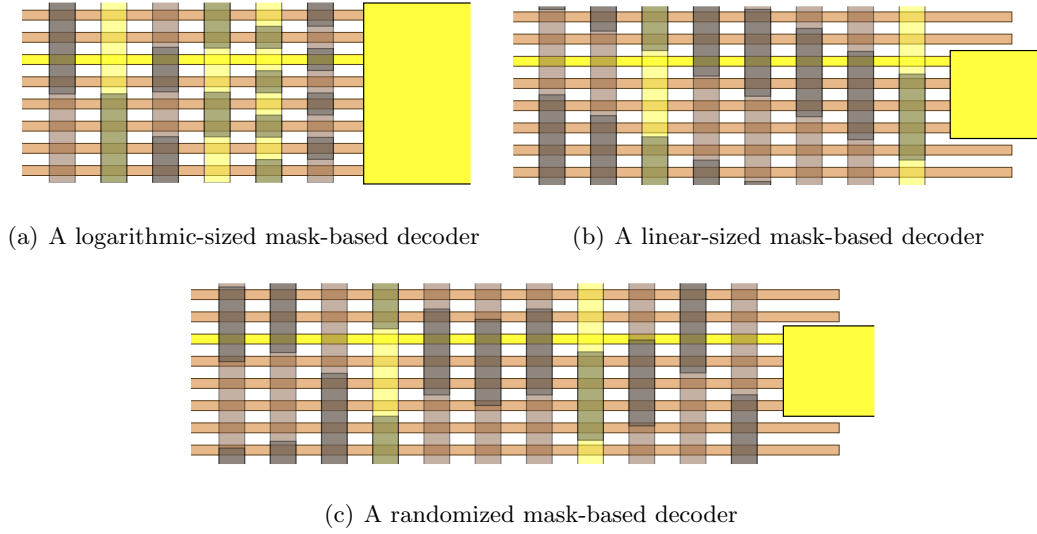 (a) A logarithmic-sized mask-based decoder
(b) A linear-sized mask-based decoder
(c) A randomized mask-based decoder